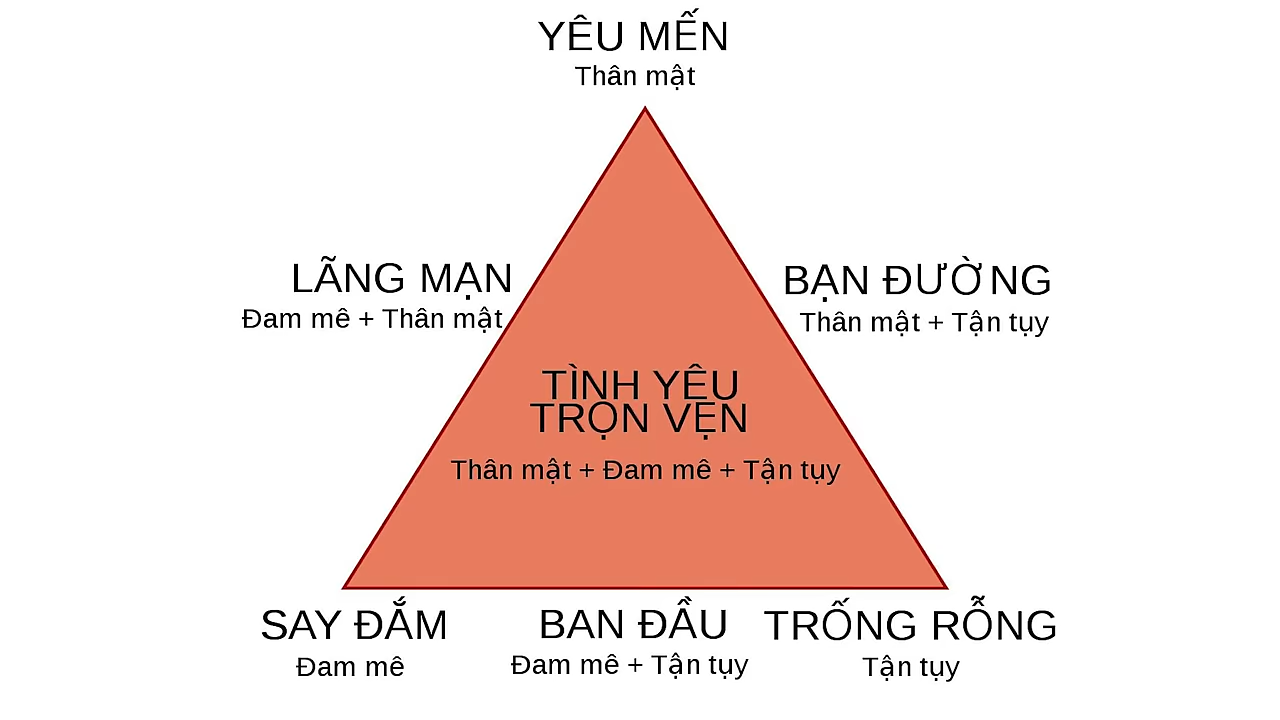 YÊU MẾN
Thân mật
LÃNG MẠN
Đam mê + Thân mật
BẠN ĐƯỜNG
Thân mật + Tận tụy
TÌNH YÊU
TRỌN VẸN
Thân mật + Đam mê + Tận tụy
SAY ĐẮM
Đam mê
BAN ĐẦU
Đam mê + Tận tụy
TRỐNG RỖNG
Tận tụy